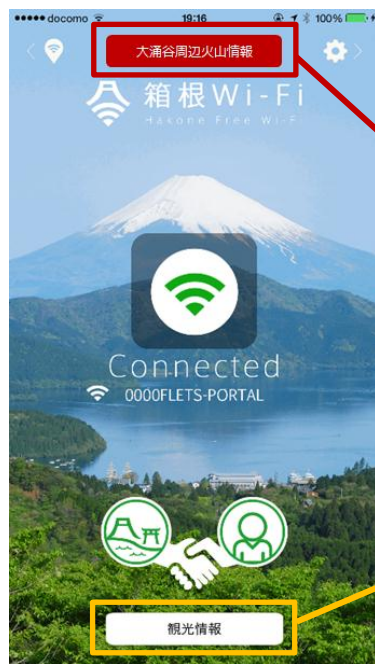 docomo 19:16 100%
大涌谷周辺火山情報
箱根Wi-Fi
Hakone Free Wi-Fi
Connected
0000FLETS-PORTAL
観光情報